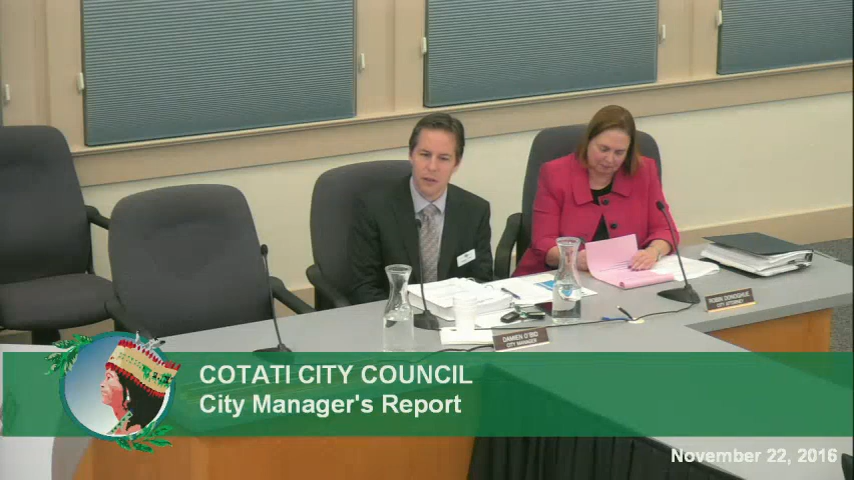 DAMIEN O'BID
CITY MANAGER
ROBIN DONOGHUE
CITY ATTORNEY
COTATI CITY COUNCIL
City Manager's Report
November 22, 2016